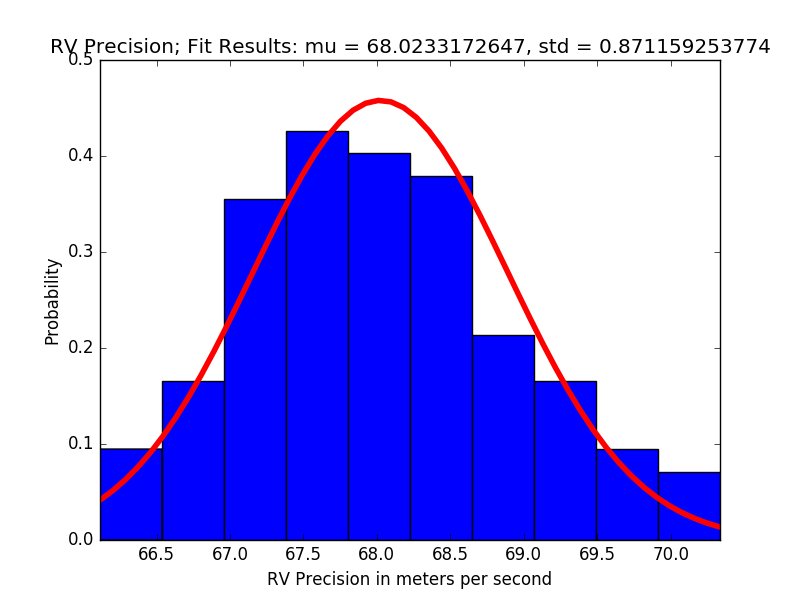 RV Precision; Fit Results: mu = 68.0233172647, std = 0.871159253774
0.5
0.4
0.3
0.2
0.1
0.0
Probability
66.5 67.0 67.5 68.0 68.5 69.0 69.5 70.0
RV Precision in meters per second